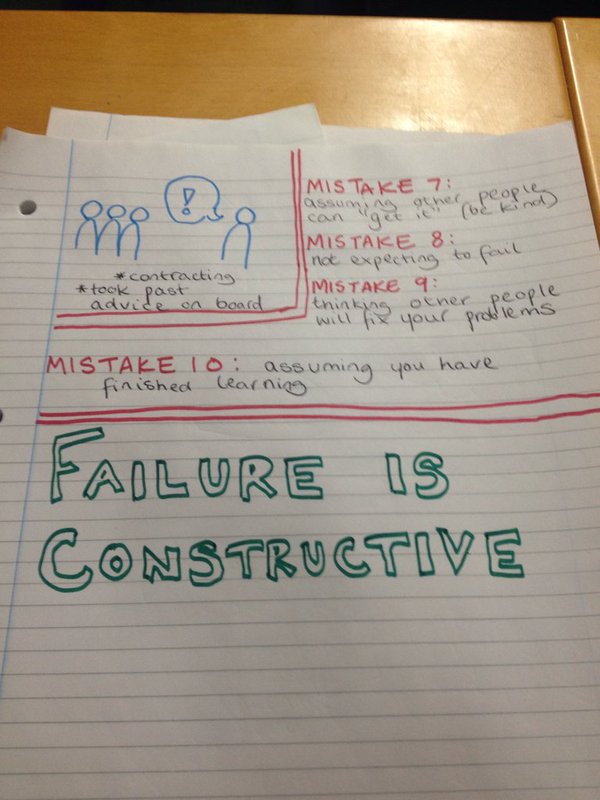 !
*contracting
*took past
advice on board
MISTAKE 7:
assuming other people
can "get it" (be kind)
MISTAKE 8:
not expecting to fail
MISTAKE 9:
thinking other people
will fix your problems
MISTAKE 10: assuming you have
finished learning
FAILURE IS
CONSTRUCTIVE